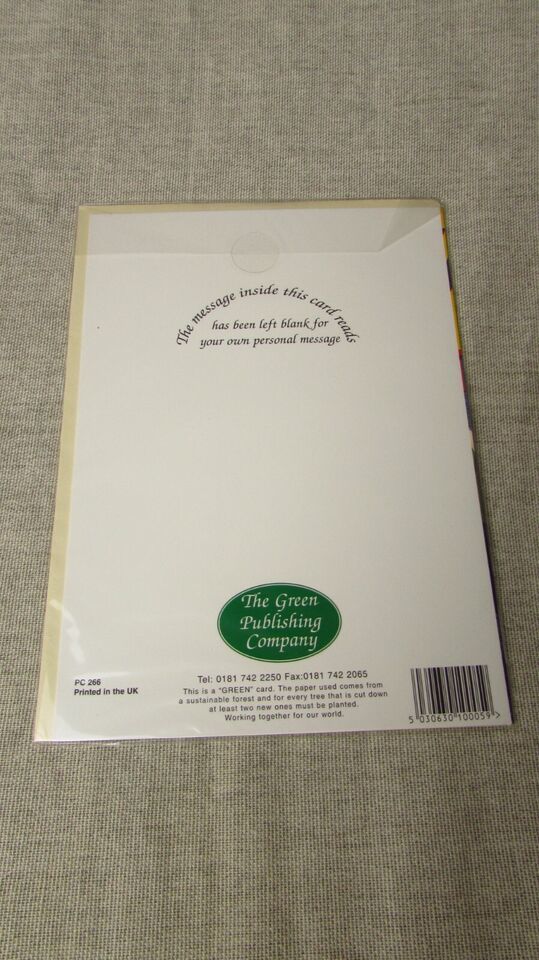 The message inside this card reads
has been left blank for
your own personal message
The Green
Publishing
Company
PC 266
Printed in the UK
Tel: 0181 742 2250 Fax:0181 742 2065
This is a "GREEN" card. The paper used comes from
a sustainable forest and for every tree that is cut down
at least two new ones must be planted.
Working together for our world.
5 030630 100059 >